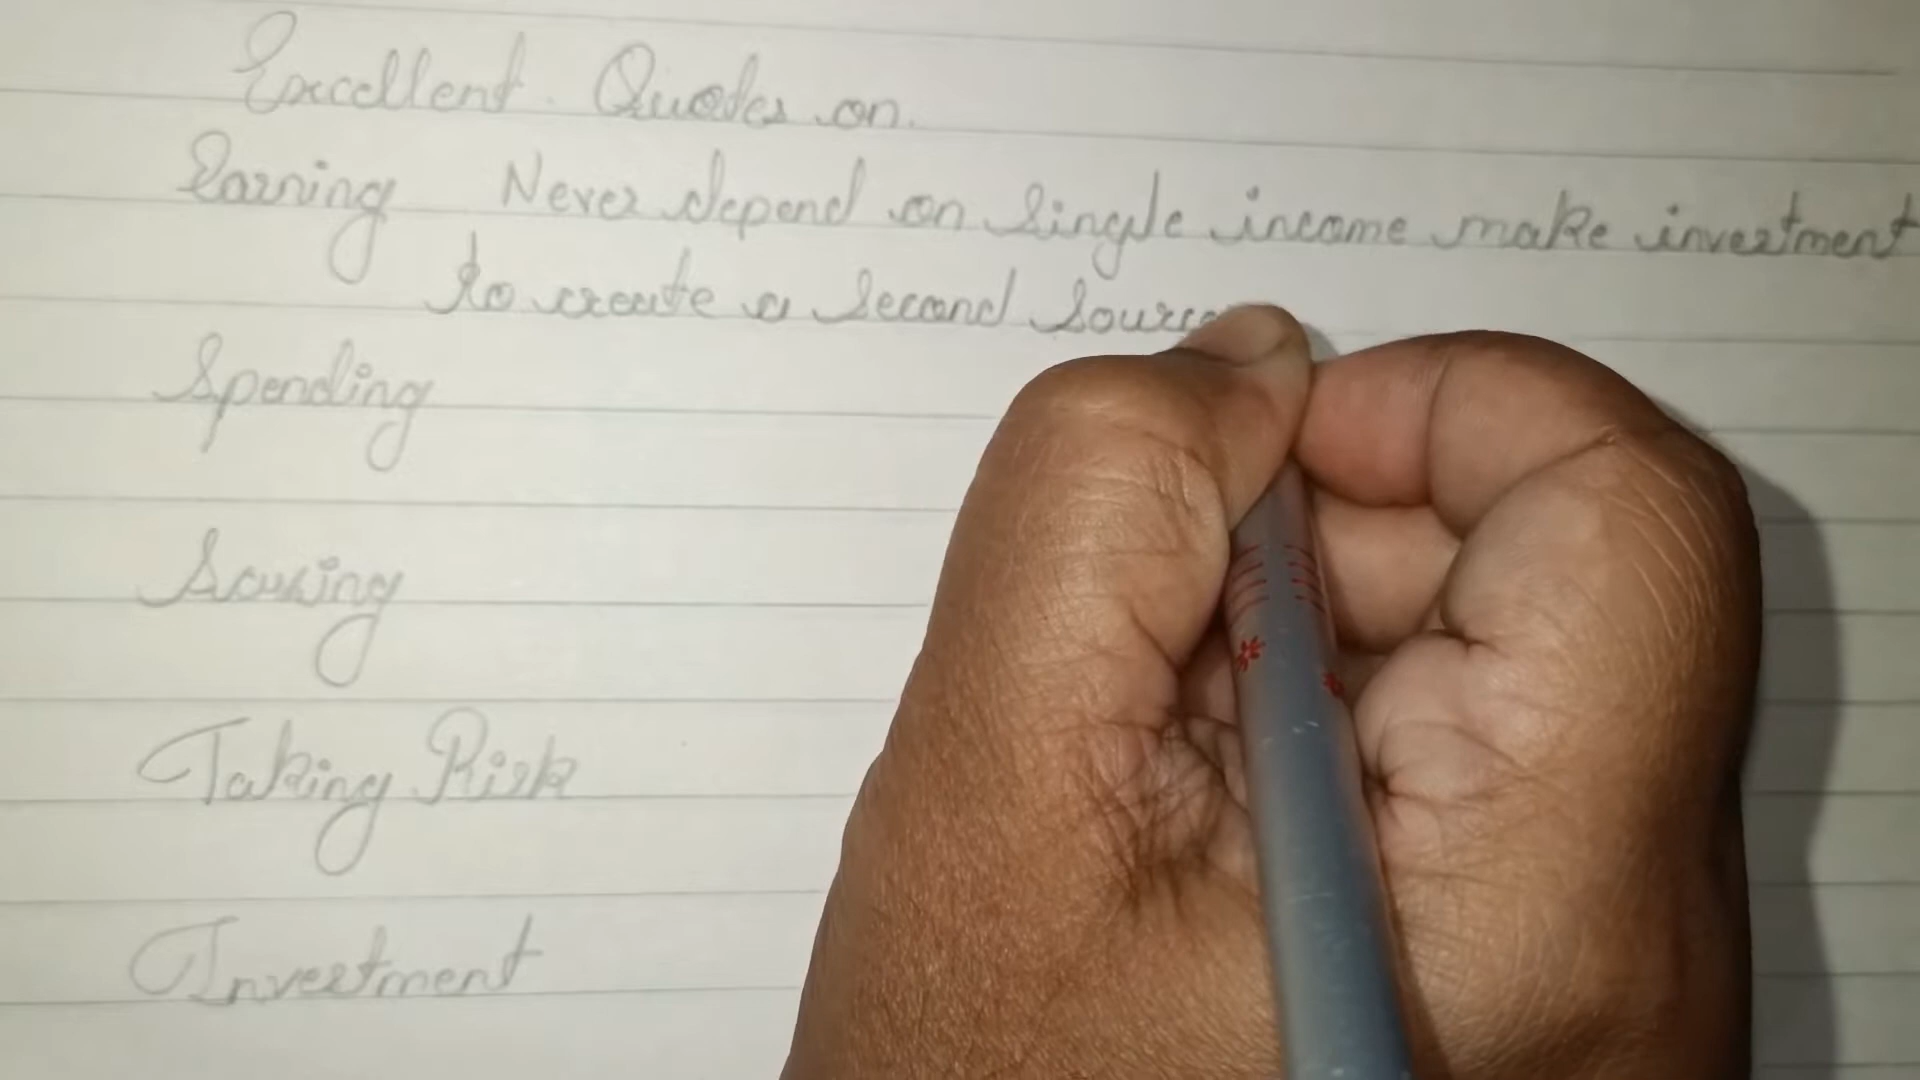 Excellent Quotes on.
Earning Never depend on Single income make investment
to create a Second Source
Spending
Saving
Taking Risk
Investment